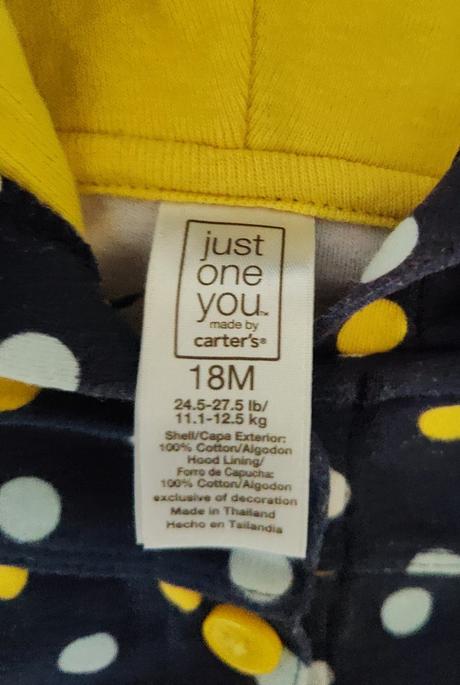 just
one
you™
made by
carter's®
18M
24.5-27.5 lb/
11.1-12.5 kg
Shell/Capa Exterior:
100% Cotton/Algodon
Hood Lining/
Forro de Capucha:
100% Cotton/Algodon
exclusive of decoration
Made in Thailand
Hecho en Tailandia